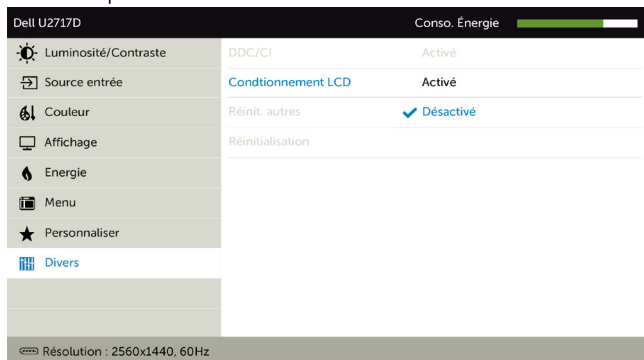 Dell U2717D Conso. Énergie
Luminosité/Contraste DDC/CI Activé
Source entrée Condtionnement LCD Activé
Couleur Réinit. autres Désactivé
Affichage Réinitialisation
Energie
Menu
Personnaliser
Divers
Résolution : 2560x1440, 60Hz